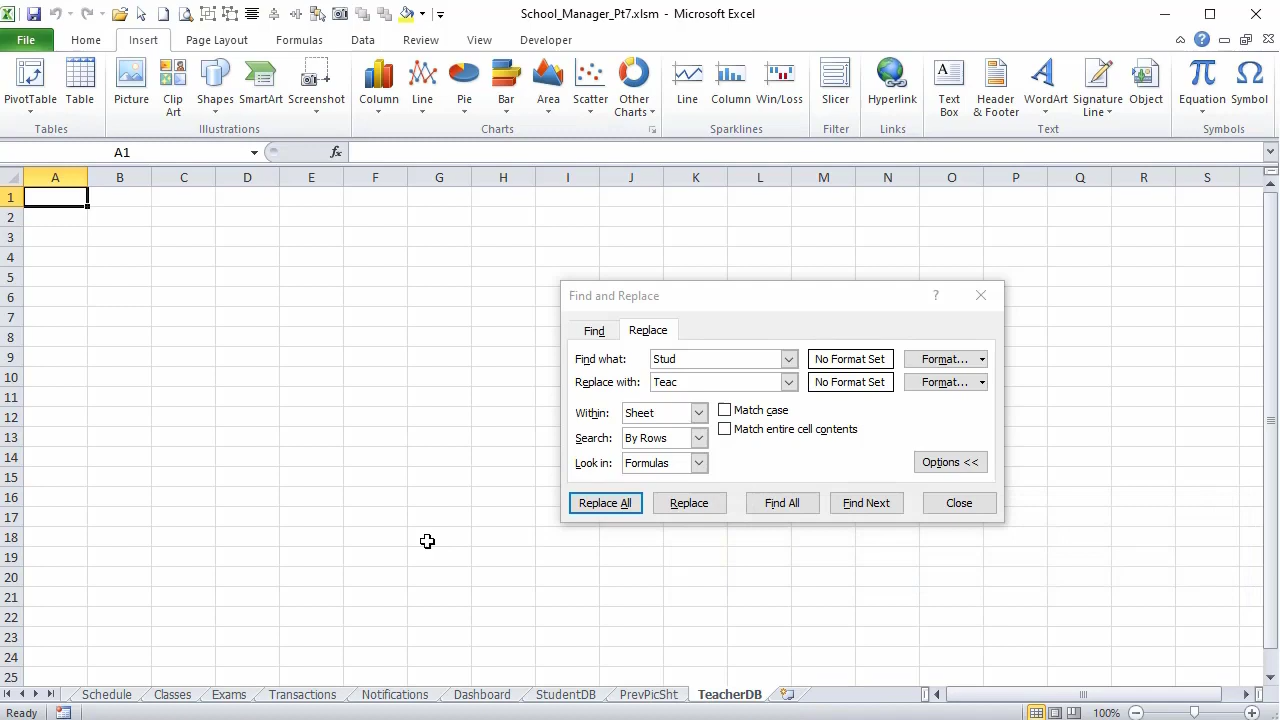 School_Manager_Pt7.xlsm - Microsoft Excel
File Home Insert Page Layout Formulas Data Review View Developer
PivotTable Table Picture Clip Art Shapes SmartArt Screenshot Column Line Pie Bar Area Scatter Other Charts Line Column Win/Loss Slicer Hyperlink Text Box Header & Footer WordArt Signature Line Object Equation Symbol
Tables Illustrations Charts Sparklines Filter Links Text Symbols
A1 fx
A B C D E F G H I J K L M N O P Q R S
1
2
3
4
5
6
7
8
9
10
11
12
13
14
15
16
17
18
19
20
21
22
23
24
25
Find and Replace ?
Find Replace
Find what: Stud No Format Set Format...
Replace with: Teac No Format Set Format...
Within: Sheet Match case
Match entire cell contents
Search: By Rows
Look in: Formulas Options <<
Replace All Replace Find All Find Next Close
Schedule Classes Exams Transactions Notifications Dashboard StudentDB PrevPicSht TeacherDB
Ready 100%